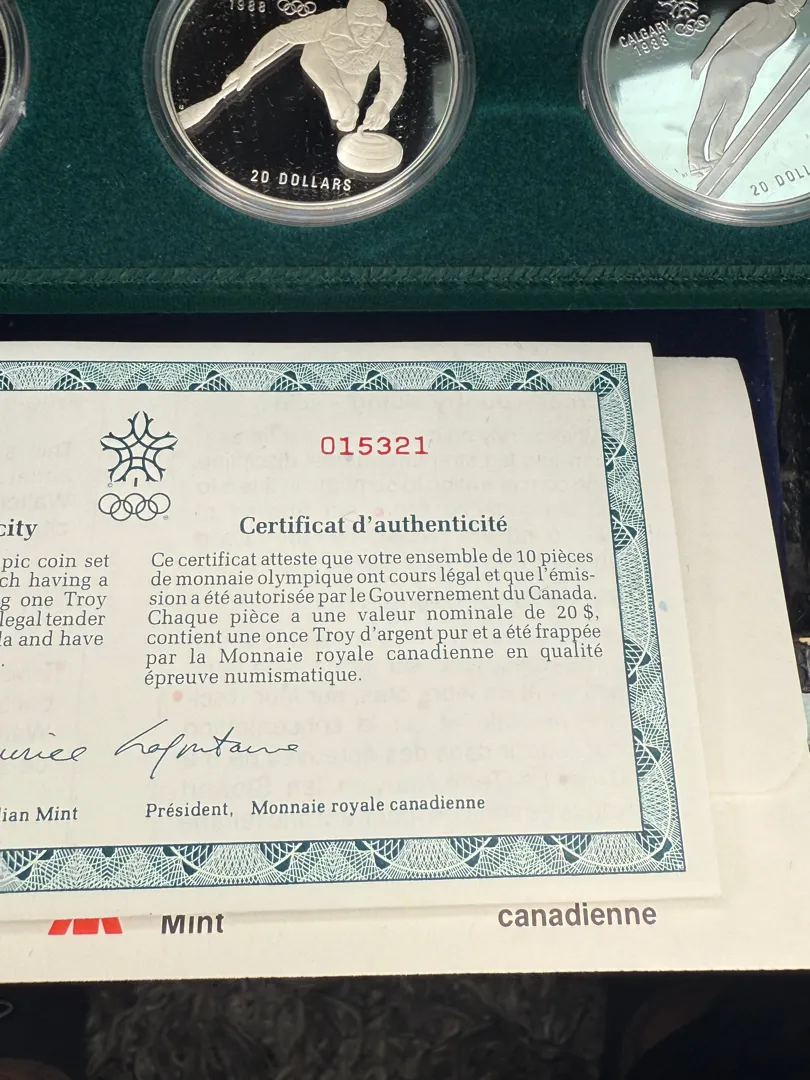 1988
20 DOLLARS
CALGARY
1988
20 DOLL
015321
city
pic coin set
ch having a
g one Troy
legal tender
la and have
.
Certificat d'authenticité
Ce certificat atteste que votre ensemble de 10 pièces
de monnaie olympique ont cours légal et que l'émis-
sion a été autorisée par le Gouvernement du Canada.
Chaque pièce a une valeur nominale de 20 $,
contient une once Troy d'argent pur et a été frappée
par la Monnaie royale canadienne en qualité
épreuve numismatique.
urice Lafontaine
lian Mint
Président, Monnaie royale canadienne
Mint
canadienne